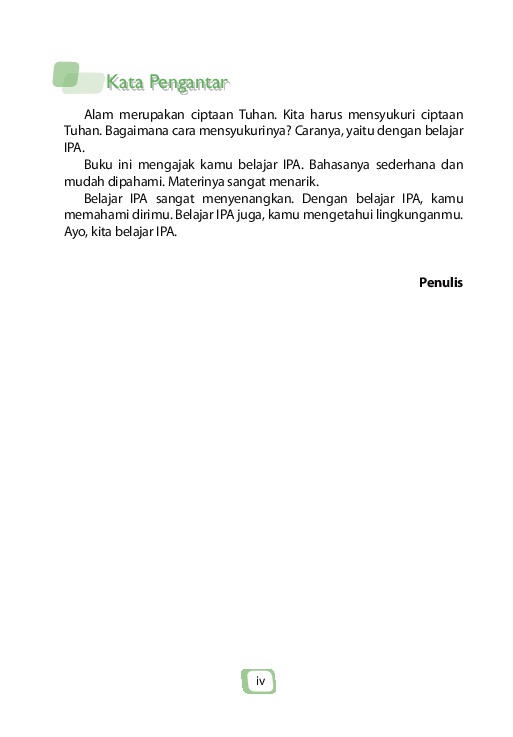 Kata Pengantar
Alam merupakan ciptaan Tuhan. Kita harus mensyukuri ciptaan
Tuhan. Bagaimana cara mensyukurinya? Caranya, yaitu dengan belajar
IPA.
Buku ini mengajak kamu belajar IPA. Bahasanya sederhana dan
mudah dipahami. Materinya sangat menarik.
Belajar IPA sangat menyenangkan. Dengan belajar IPA, kamu
memahami dirimu. Belajar IPA juga, kamu mengetahui lingkunganmu.
Ayo, kita belajar IPA.
Penulis
iv